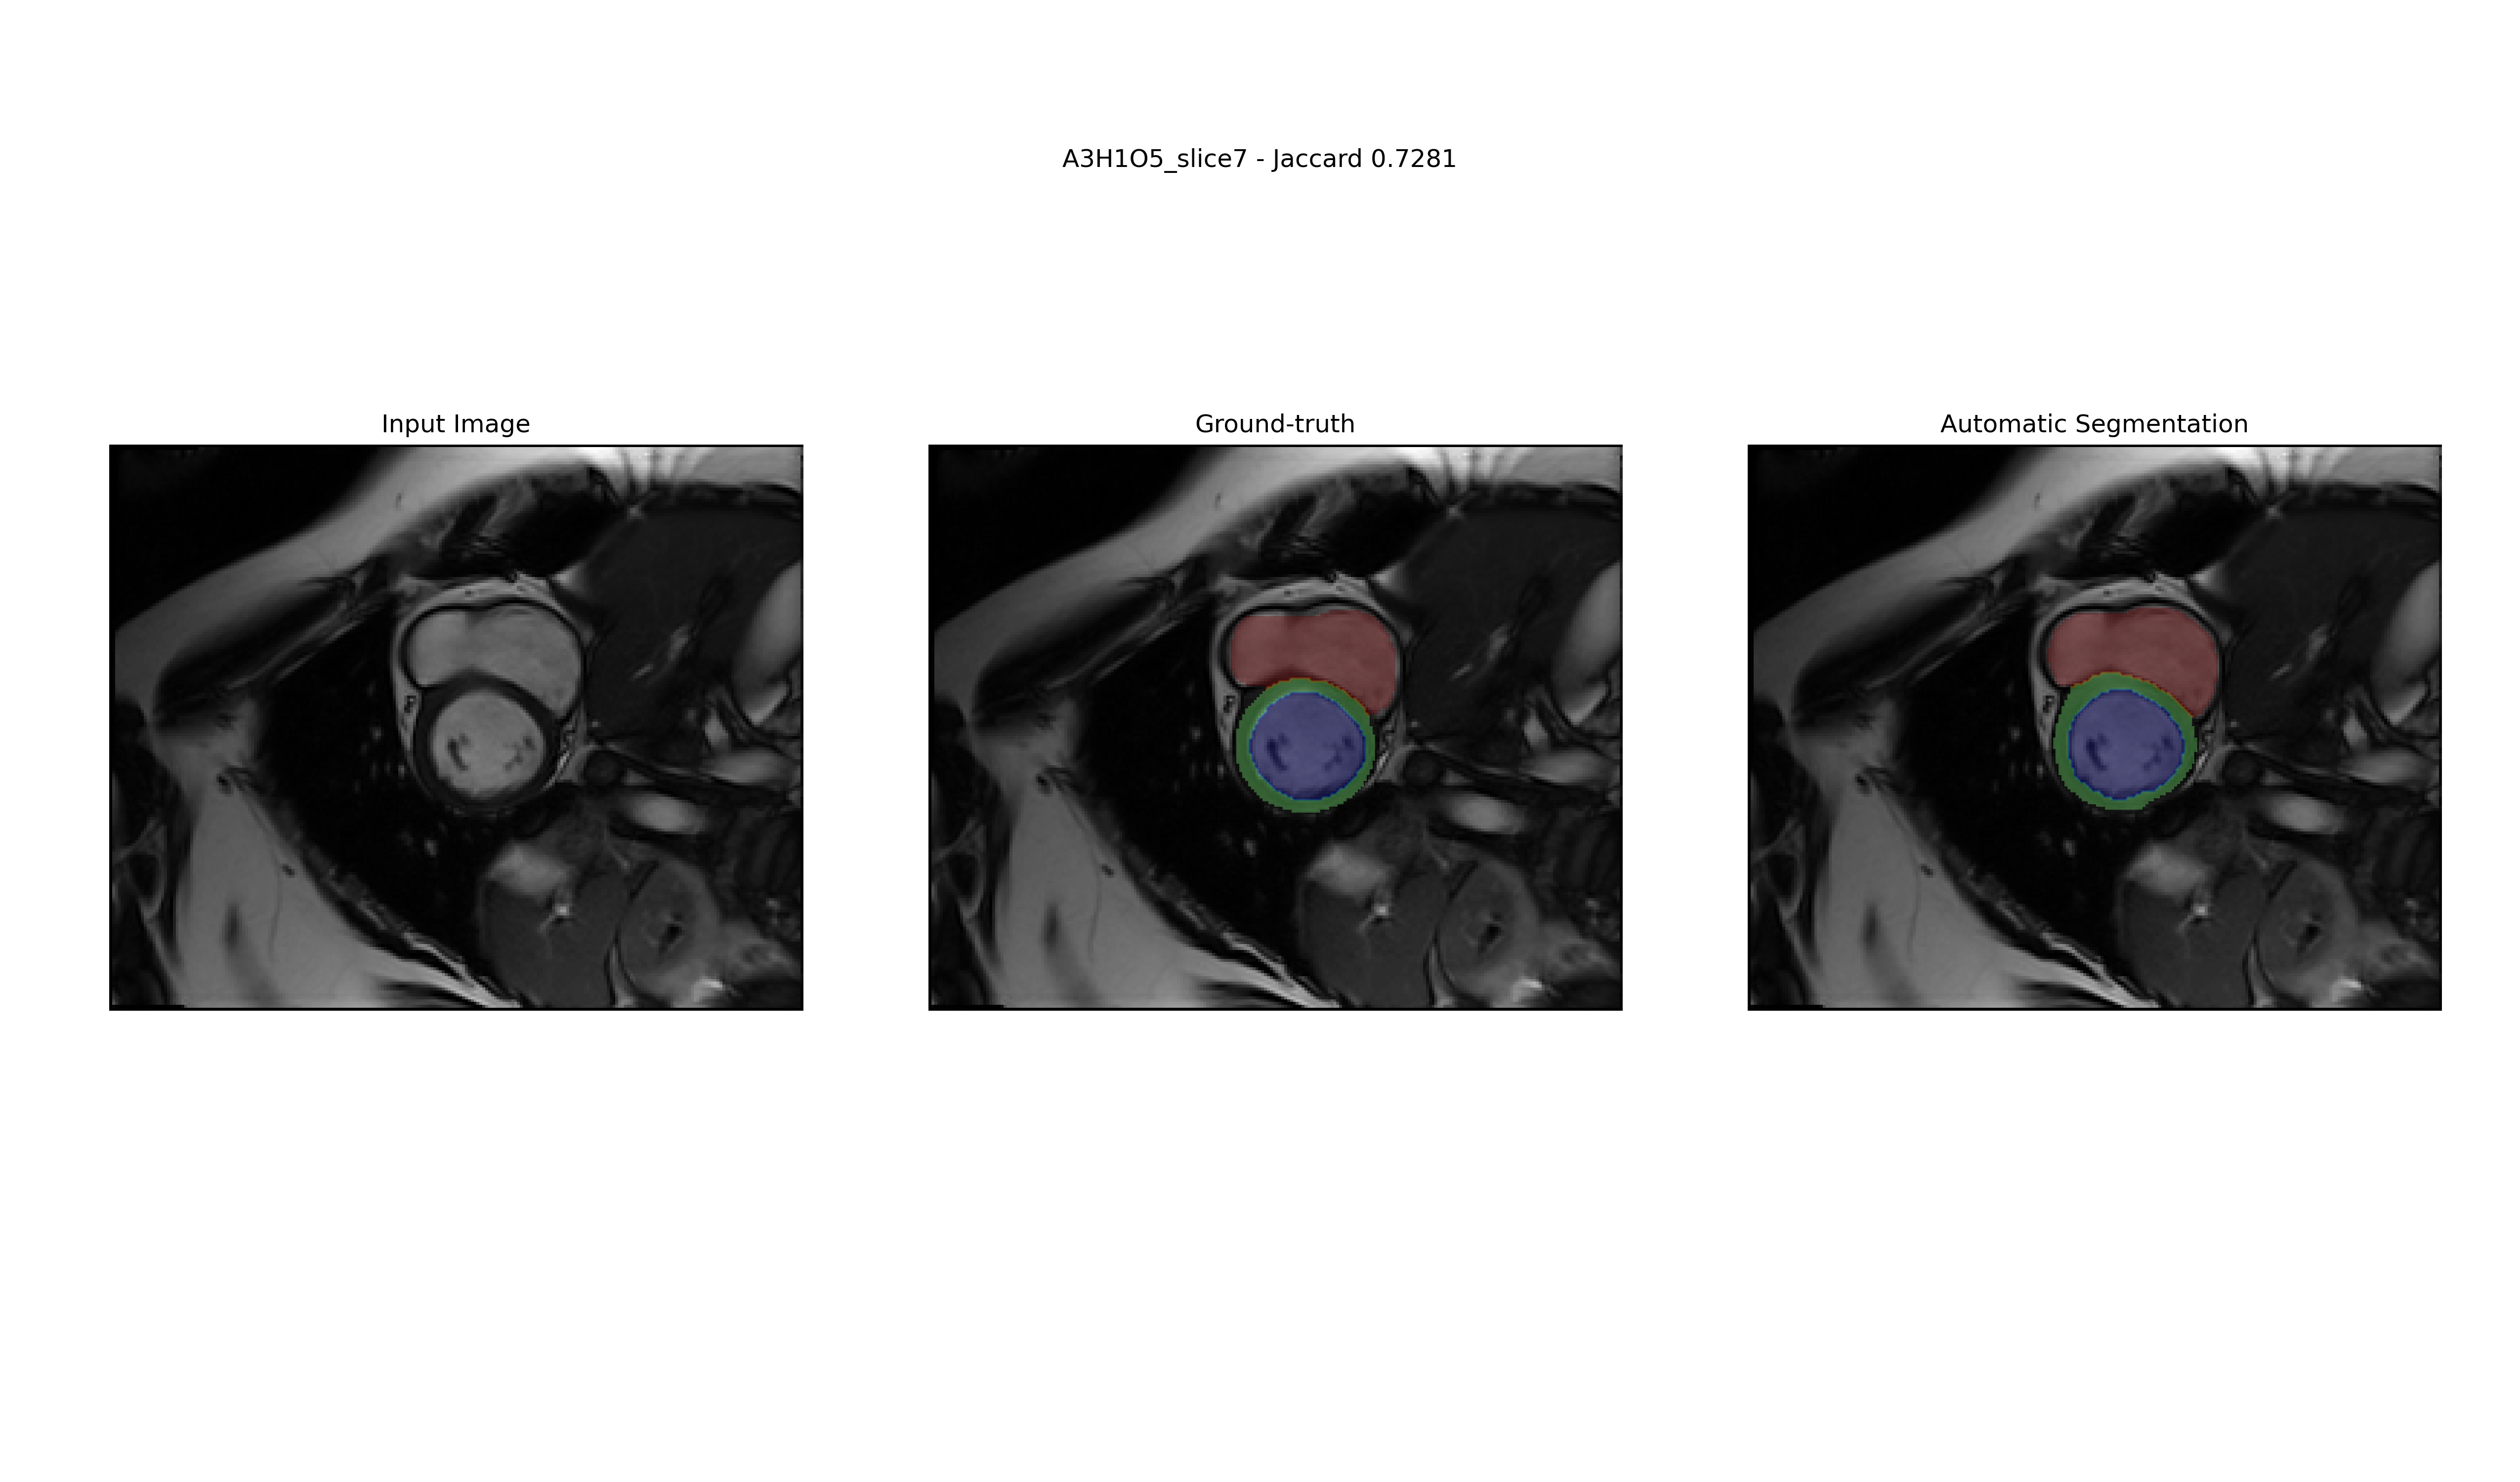 A3H1O5_slice7 - Jaccard 0.7281
Input Image
Ground-truth
Automatic Segmentation